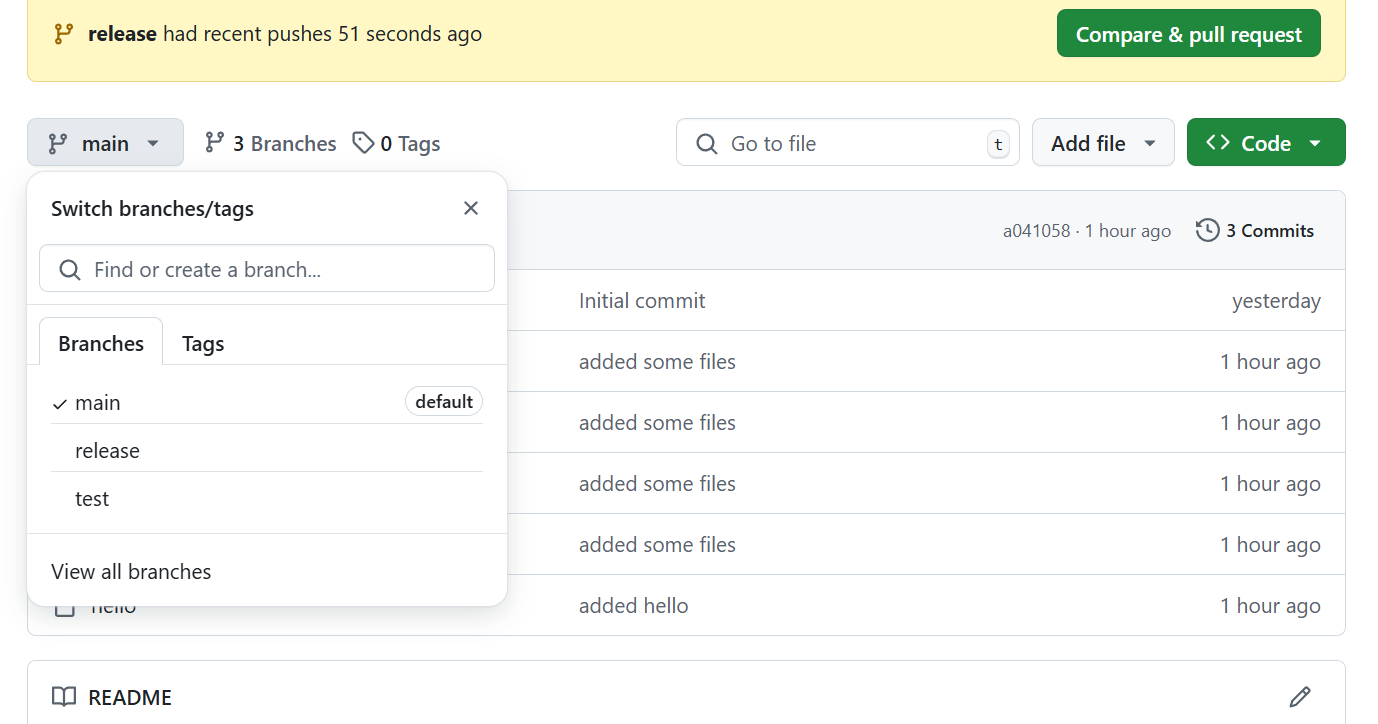 release had recent pushes 51 seconds ago
Compare & pull request
main
3 Branches
0 Tags
Go to file
t
Add file
Code
Switch branches/tags
a041058 · 1 hour ago
3 Commits
Find or create a branch...
Initial commit
yesterday
Branches
Tags
added some files
1 hour ago
main
default
added some files
1 hour ago
release
added some files
1 hour ago
test
added some files
1 hour ago
View all branches
hello
added hello
1 hour ago
README